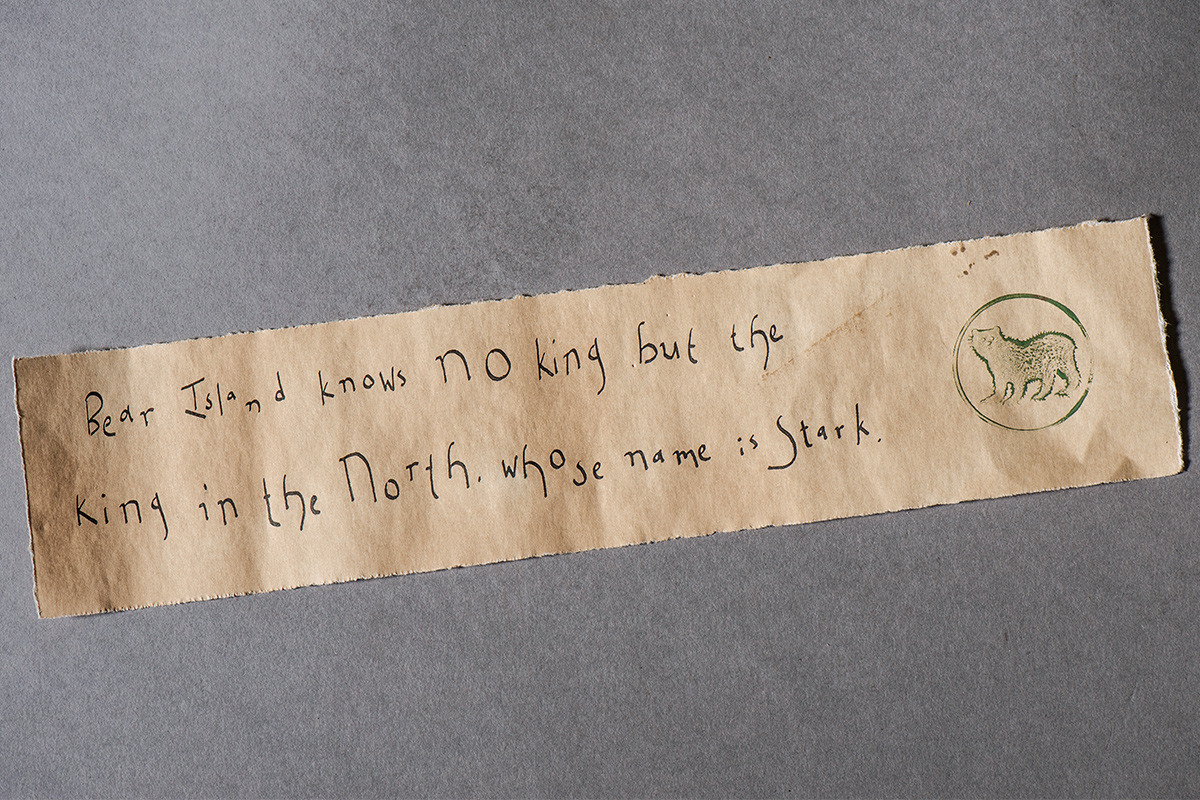 Bear Island knows NO king but the
king in the North, whose name is Stark.